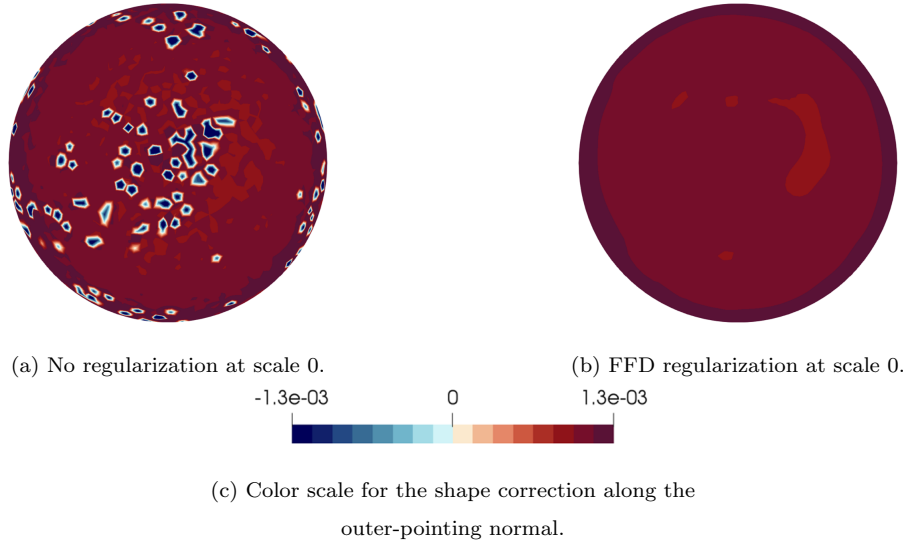 (a) No regularization at scale 0.
(b) FFD regularization at scale 0.
-1.3e-03 0 1.3e-03
(c) Color scale for the shape correction along the
outer-pointing normal.